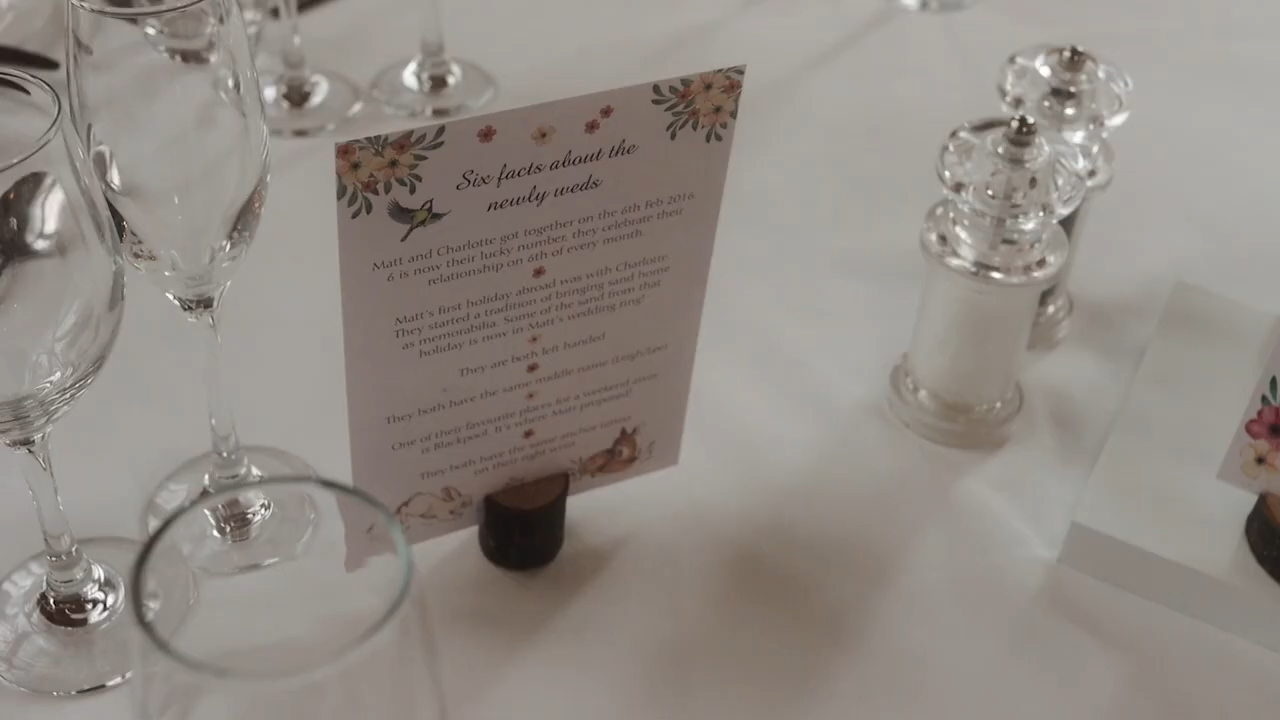 Six facts about the
newly weds
Matt and Charlotte got together on the 6th Feb 2016.
6 is now their lucky number, they celebrate their
relationship on 6th of every month.
Matt's first holiday abroad was with Charlotte.
They started a tradition of bringing sand home
as memorabilia. Some of the sand from that
holiday is now in Matt's wedding ring!
They are both left handed
They both have the same middle name (Leigh/Lee)
One of their favourite places for a weekend away
is Blackpool. It's where Matt proposed!
They both have the same anchor tattoo
on their right wrist